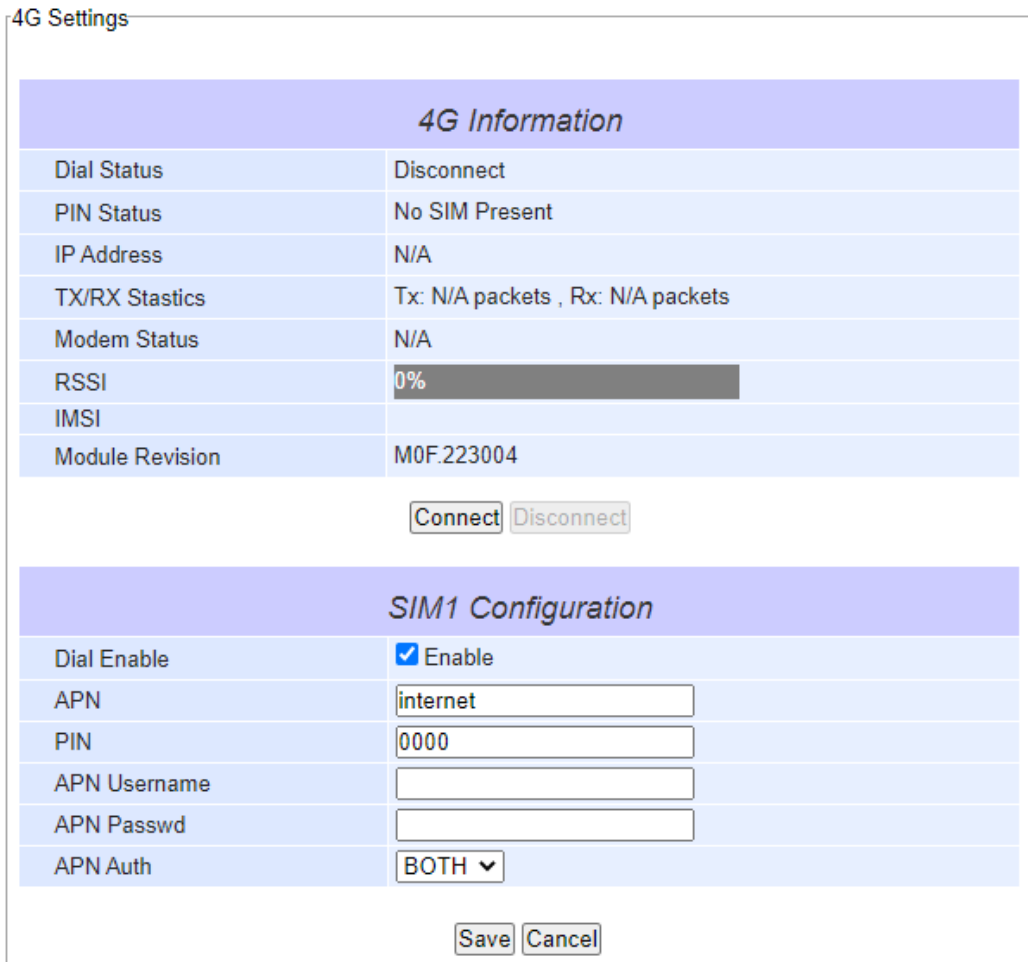 4G Settings
4G Information
Dial Status Disconnect
PIN Status No SIM Present
IP Address N/A
TX/RX Stastics Tx: N/A packets , Rx: N/A packets
Modem Status N/A
RSSI 0%
IMSI
Module Revision M0F.223004
Connect Disconnect
SIM1 Configuration
Dial Enable Enable
APN internet
PIN 0000
APN Username
APN Passwd
APN Auth BOTH
Save Cancel